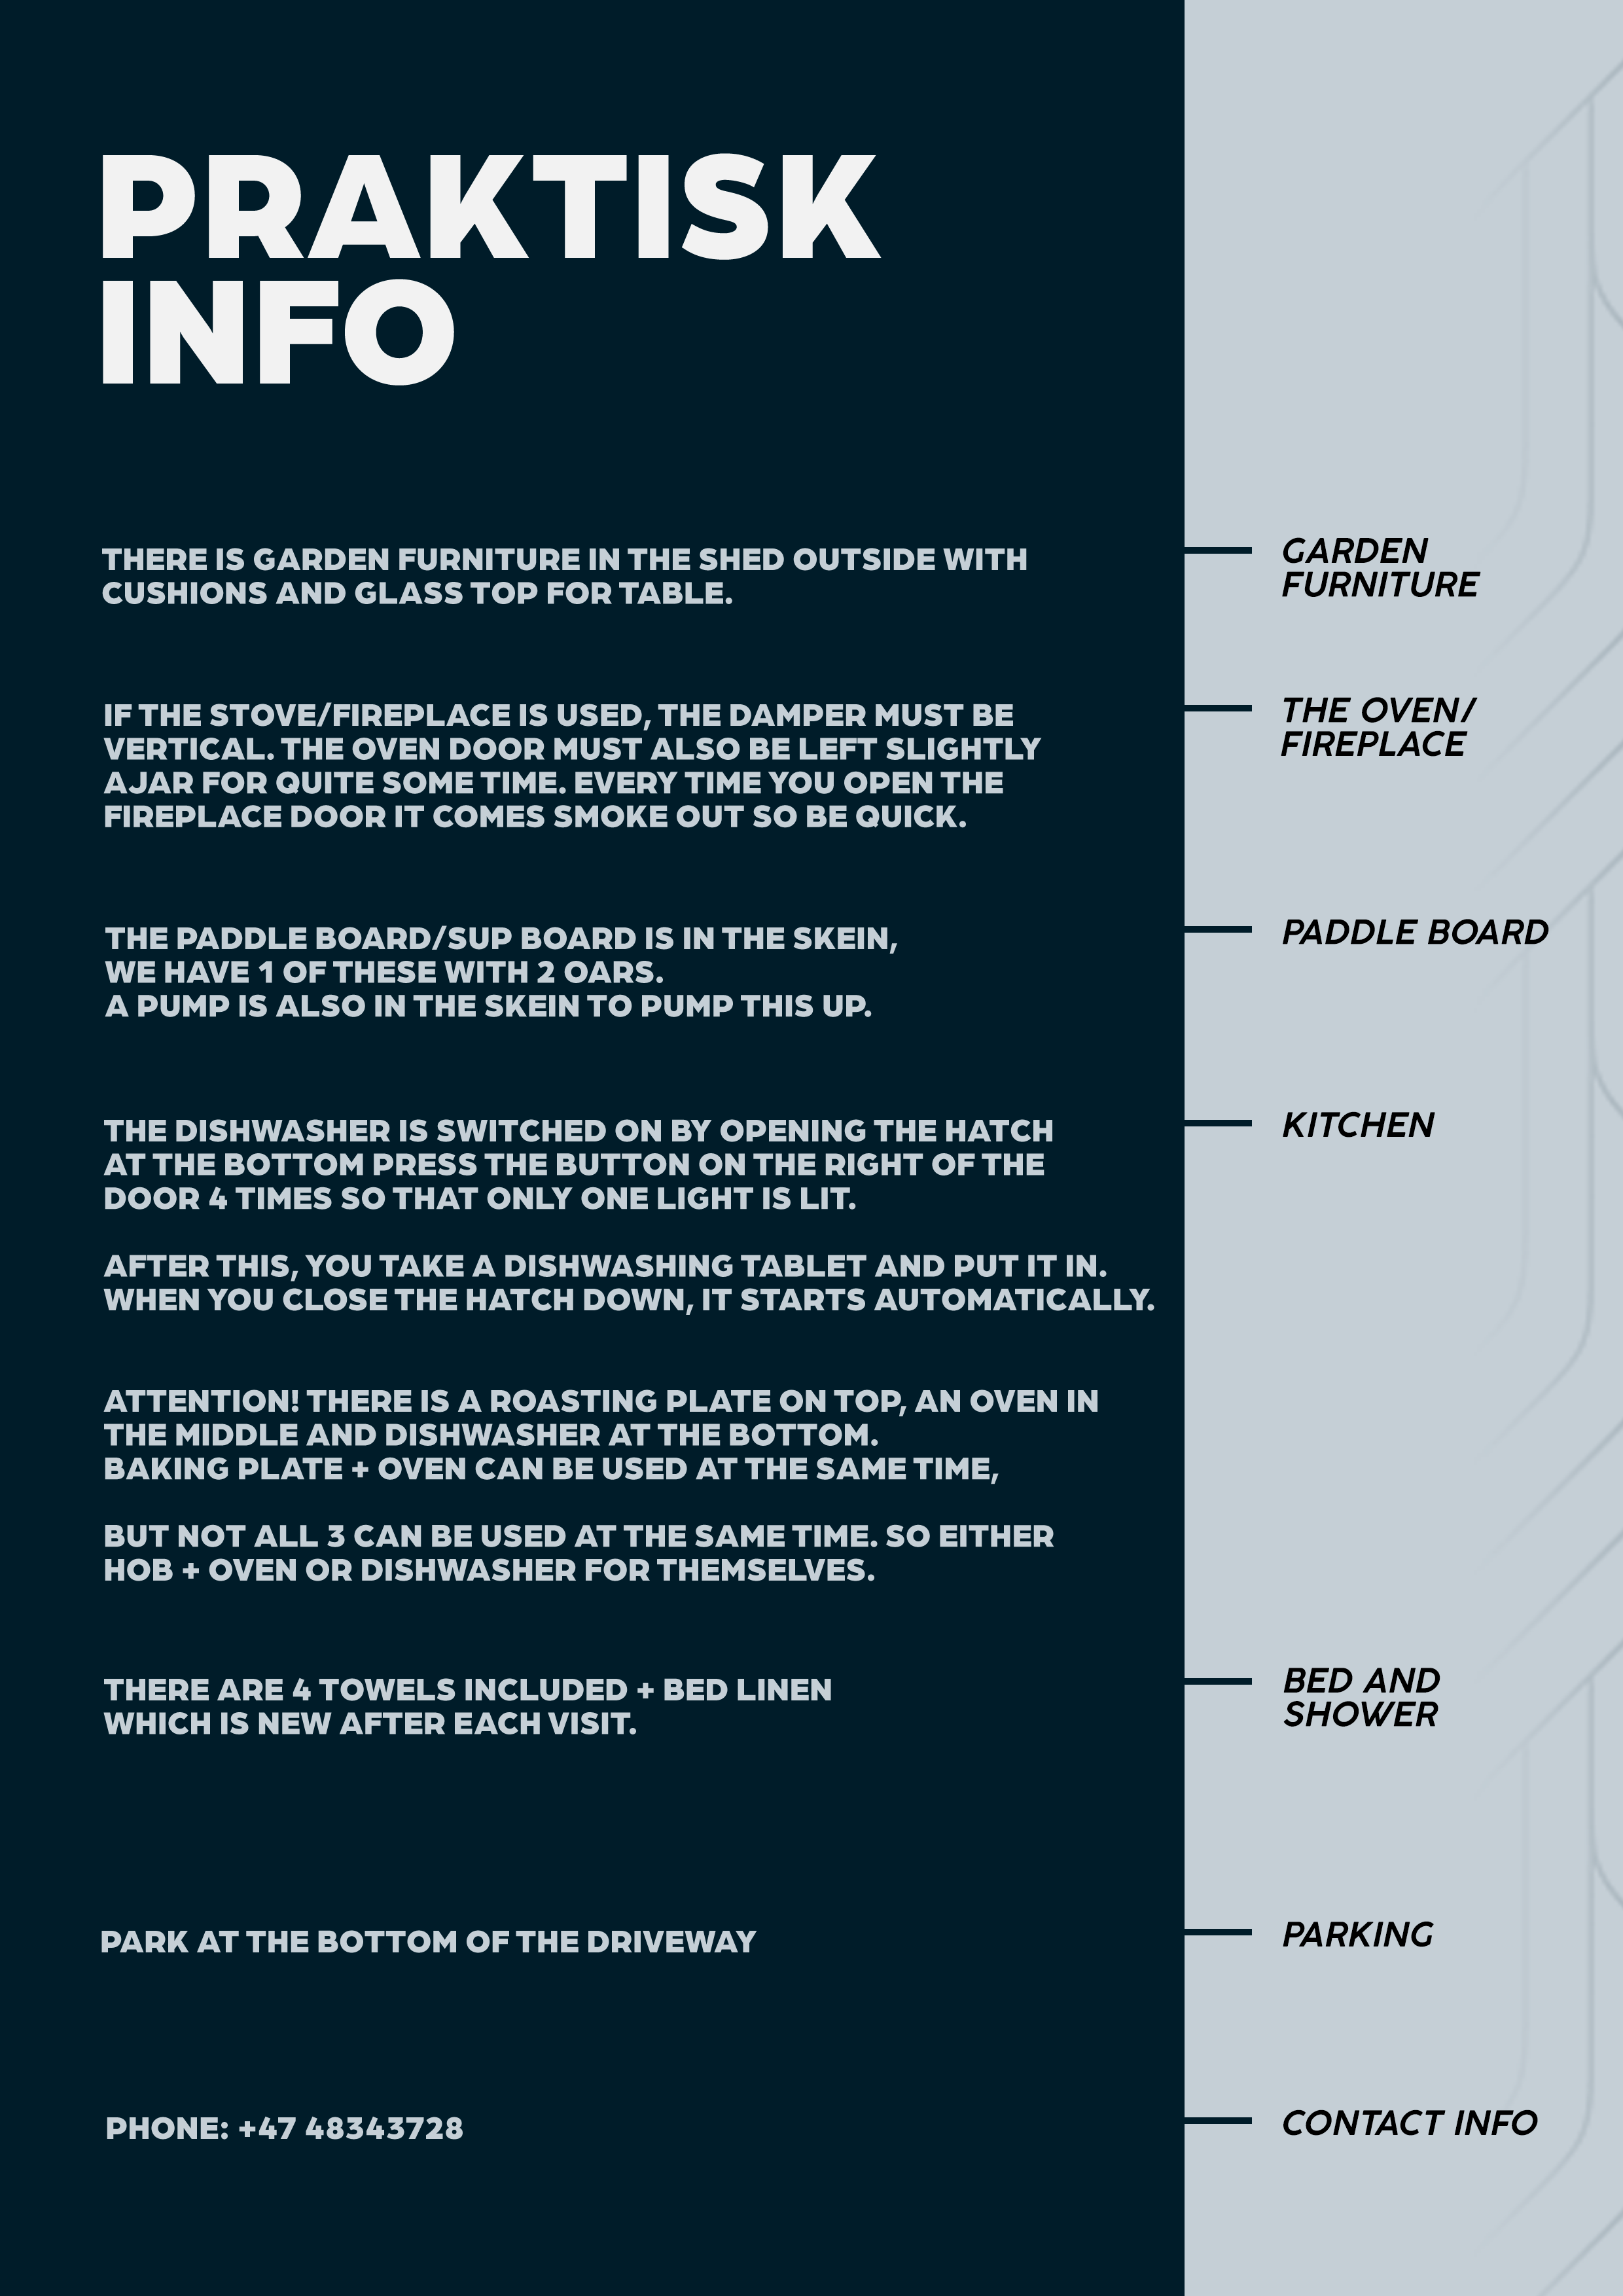 PRAKTISK
INFO
THERE IS GARDEN FURNITURE IN THE SHED OUTSIDE WITH
CUSHIONS AND GLASS TOP FOR TABLE.
GARDEN
FURNITURE
IF THE STOVE/FIREPLACE IS USED, THE DAMPER MUST BE
VERTICAL. THE OVEN DOOR MUST ALSO BE LEFT SLIGHTLY
AJAR FOR QUITE SOME TIME. EVERY TIME YOU OPEN THE
FIREPLACE DOOR IT COMES SMOKE OUT SO BE QUICK.
THE OVEN/
FIREPLACE
THE PADDLE BOARD/SUP BOARD IS IN THE SKEIN,
WE HAVE 1 OF THESE WITH 2 OARS.
A PUMP IS ALSO IN THE SKEIN TO PUMP THIS UP.
PADDLE BOARD
THE DISHWASHER IS SWITCHED ON BY OPENING THE HATCH
AT THE BOTTOM PRESS THE BUTTON ON THE RIGHT OF THE
DOOR 4 TIMES SO THAT ONLY ONE LIGHT IS LIT.
AFTER THIS, YOU TAKE A DISHWASHING TABLET AND PUT IT IN.
WHEN YOU CLOSE THE HATCH DOWN, IT STARTS AUTOMATICALLY.
ATTENTION! THERE IS A ROASTING PLATE ON TOP, AN OVEN IN
THE MIDDLE AND DISHWASHER AT THE BOTTOM.
BAKING PLATE + OVEN CAN BE USED AT THE SAME TIME,
BUT NOT ALL 3 CAN BE USED AT THE SAME TIME. SO EITHER
HOB + OVEN OR DISHWASHER FOR THEMSELVES.
KITCHEN
THERE ARE 4 TOWELS INCLUDED + BED LINEN
WHICH IS NEW AFTER EACH VISIT.
BED AND
SHOWER
PARK AT THE BOTTOM OF THE DRIVEWAY
PARKING
PHONE: +47 48343728
CONTACT INFO